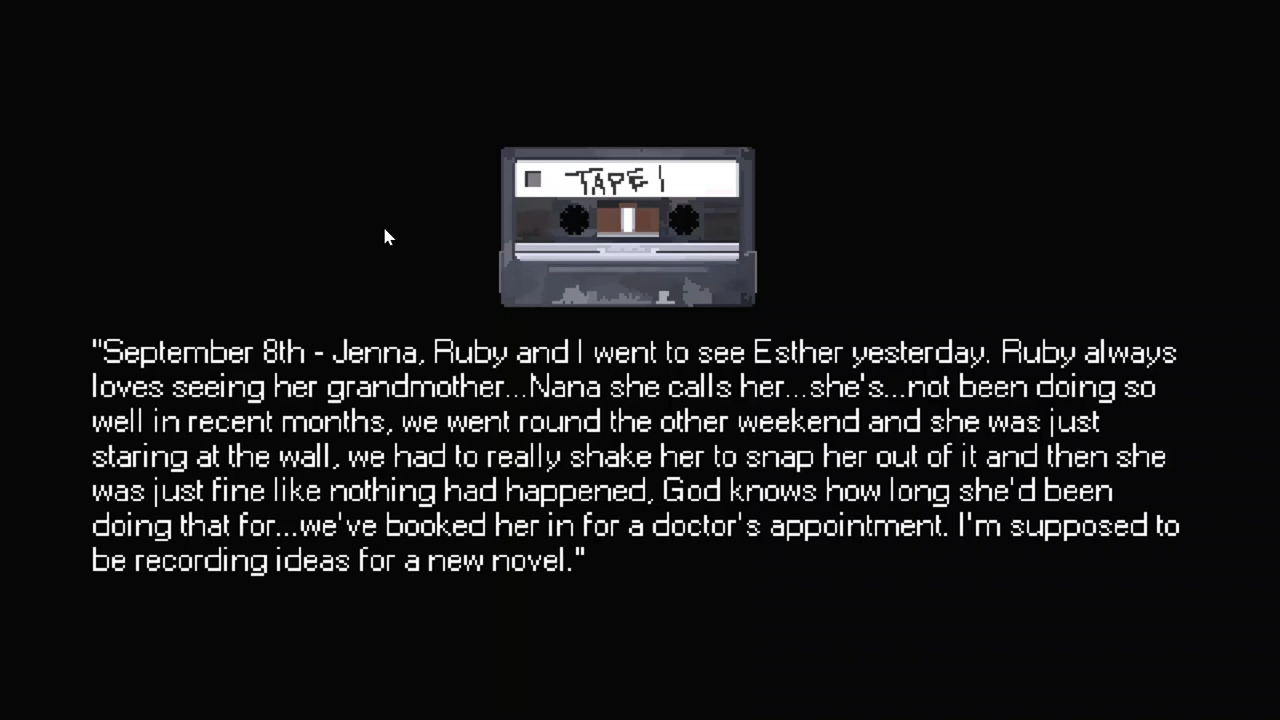 TAPE 1
"September 8th - Jenna, Ruby and I went to see Esther yesterday. Ruby always
loves seeing her grandmother...Nana she calls her...she's...not been doing so
well in recent months, we went round the other weekend and she was just
staring at the wall, we had to really shake her to snap her out of it and then she
was just fine like nothing had happened, God knows how long she'd been
doing that for...we've booked her in for a doctor's appointment. I'm supposed to
be recording ideas for a new novel."